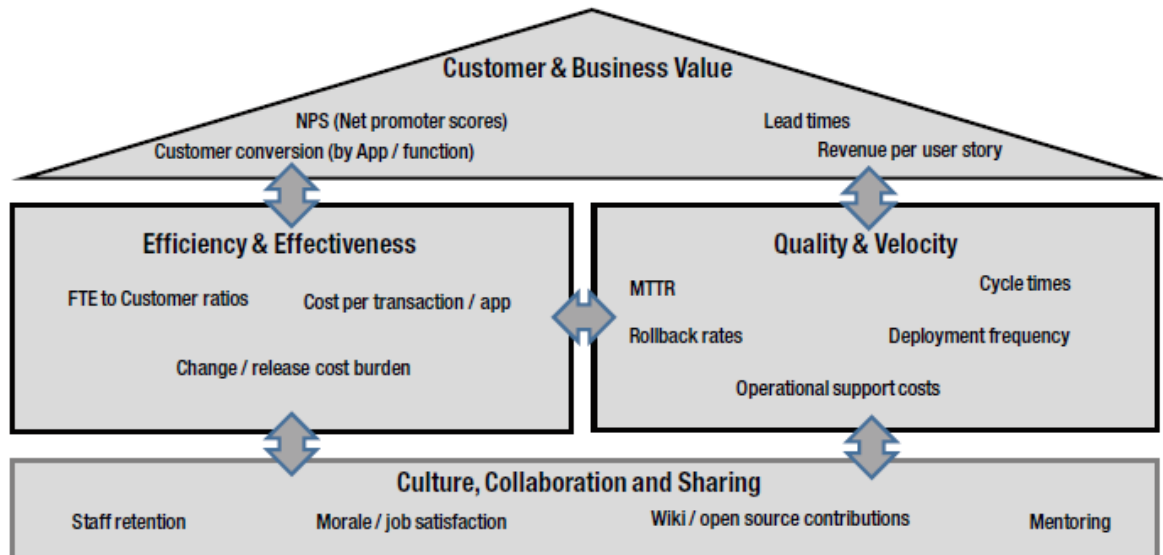 Customer & Business Value
NPS (Net promoter scores)
Lead times
Customer conversion (by App / function)
Revenue per user story
Efficiency & Effectiveness
FTE to Customer ratios
Cost per transaction / app
Change / release cost burden
Quality & Velocity
MTTR
Cycle times
Rollback rates
Deployment frequency
Operational support costs
Culture, Collaboration and Sharing
Staff retention
Morale / job satisfaction
Wiki / open source contributions
Mentoring